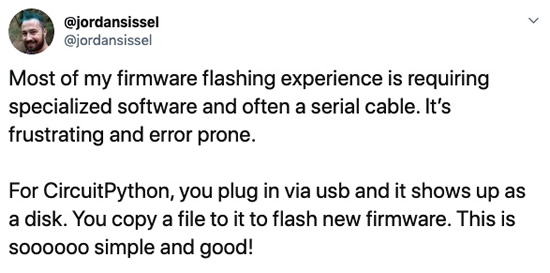 @jordansissel
@jordansissel
Most of my firmware flashing experience is requiring
specialized software and often a serial cable. It’s
frustrating and error prone.
For CircuitPython, you plug in via usb and it shows up as
a disk. You copy a file to it to flash new firmware. This is
soooooo simple and good!